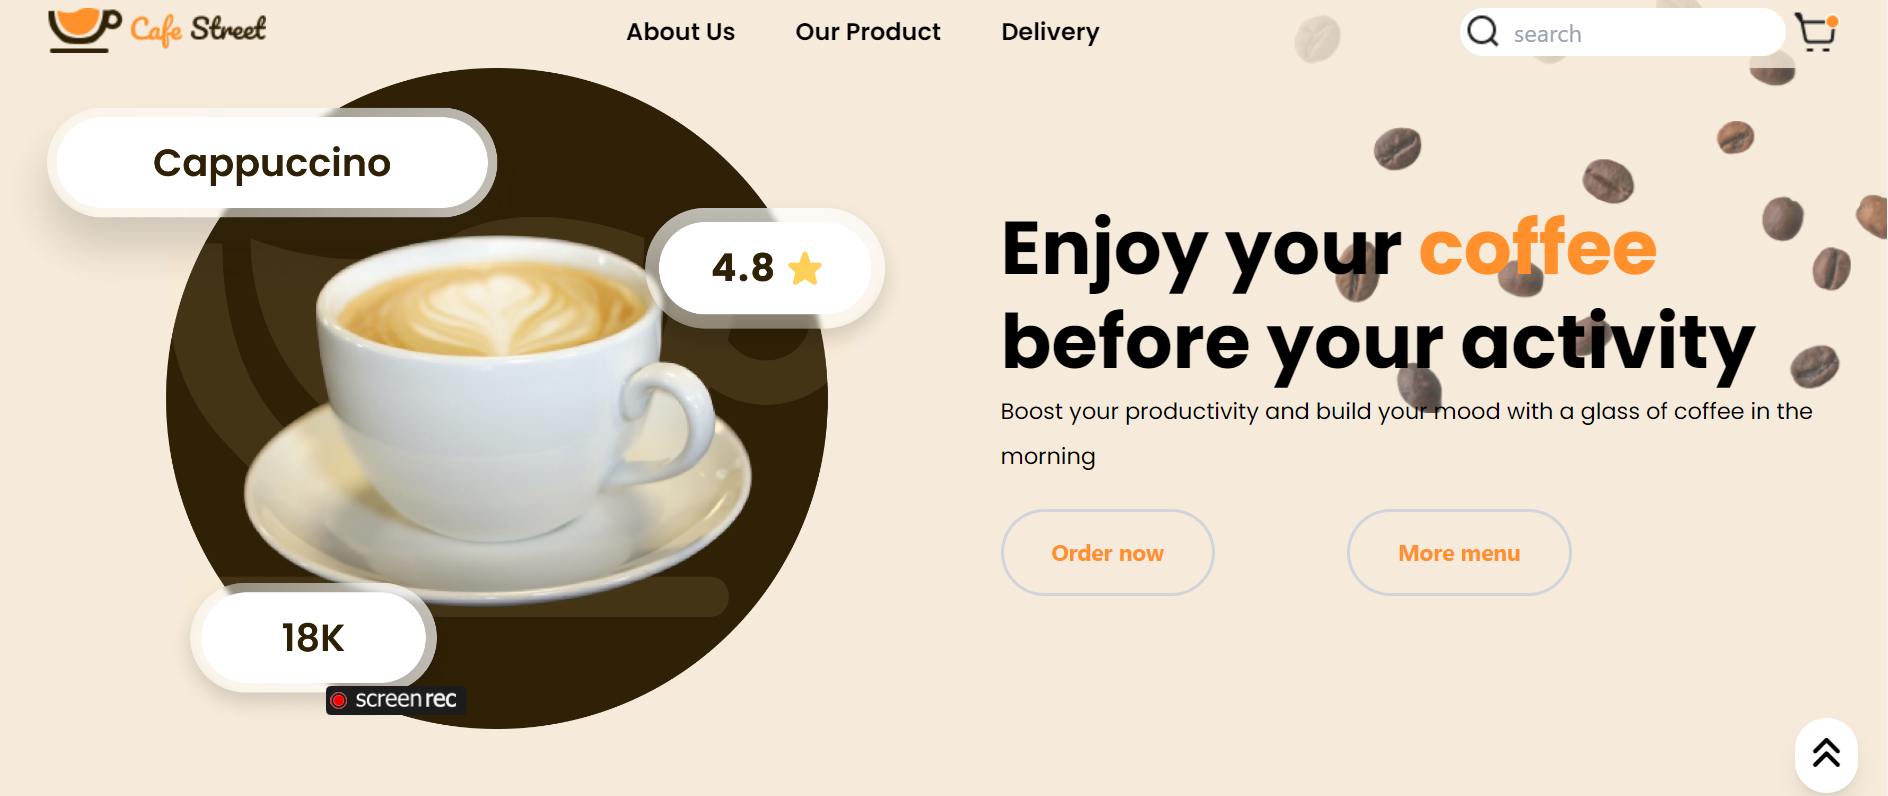 Cafe Street
About Us
Our Product
Delivery
search
Cappuccino
4.8
18K
screenrec
Enjoy your coffee
before your activity
Boost your productivity and build your mood with a glass of coffee in the
morning
Order now
More menu